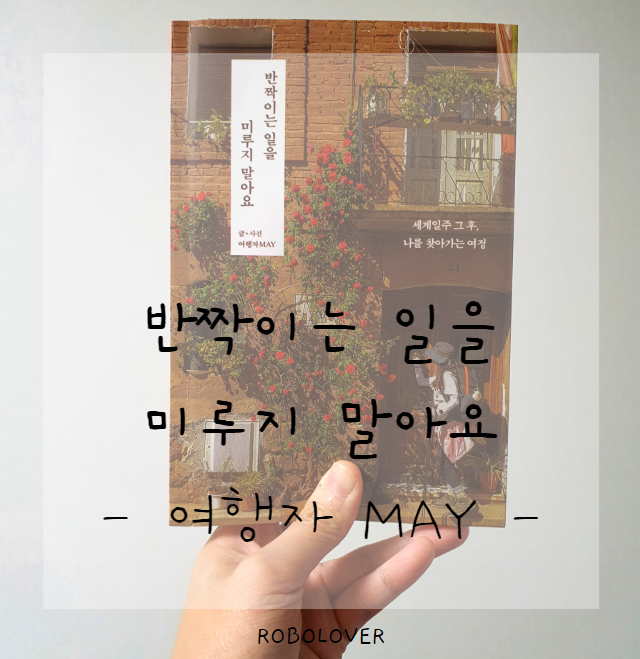 반짝이는 일을
미루지 말아요
글·사진
여행자MAY
세계일주 그 후,
나를 찾아가는 여정
반짝이는 일을
미루지 말아요
- 여행자 MAY -
ROBOLOVER